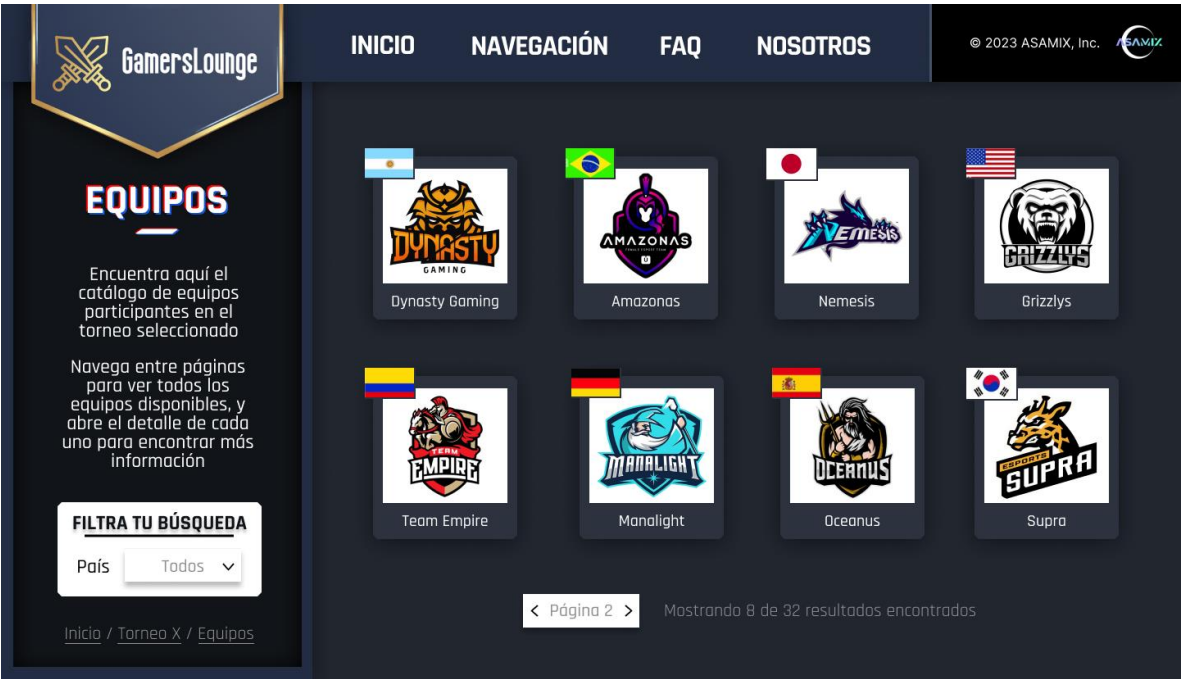 GamersLounge
INICIO
NAVEGACIÓN
FAQ
NOSOTROS
© 2023 ASAMIX, Inc.
ASAMIX
EQUIPOS
Encuentra aquí el
catálogo de equipos
participantes en el
torneo seleccionado
Navega entre páginas
para ver todos los
equipos disponibles, y
abre el detalle de cada
uno para encontrar más
información
FILTRA TU BÚSQUEDA
País
Todos
Inicio / Torneo X / Equipos
DYNASTY
GAMING
Dynasty Gaming
AMAZONAS
Amazonas
NEMESIS
Nemesis
GRIZZLYS
Grizzlys
TEAM
EMPIRE
Team Empire
MANALIGHT
Manalight
OCEANUS
Oceanus
ESPORTS
SUPRA
Supra
< Página 2 >
Mostrando 8 de 32 resultados encontrados